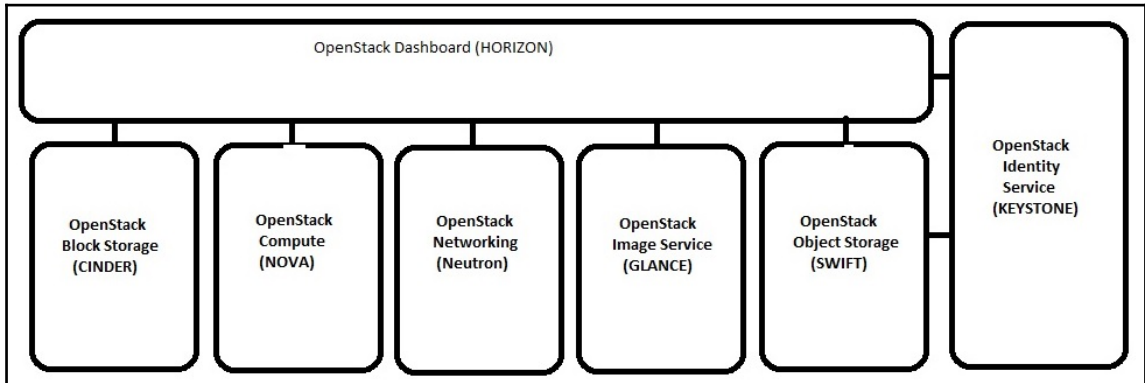 OpenStack Dashboard (HORIZON)
OpenStack
Block Storage
(CINDER)
OpenStack
Compute
(NOVA)
OpenStack
Networking
(Neutron)
OpenStack
Image Service
(GLANCE)
OpenStack
Object Storage
(SWIFT)
OpenStack
Identity
Service
(KEYSTONE)